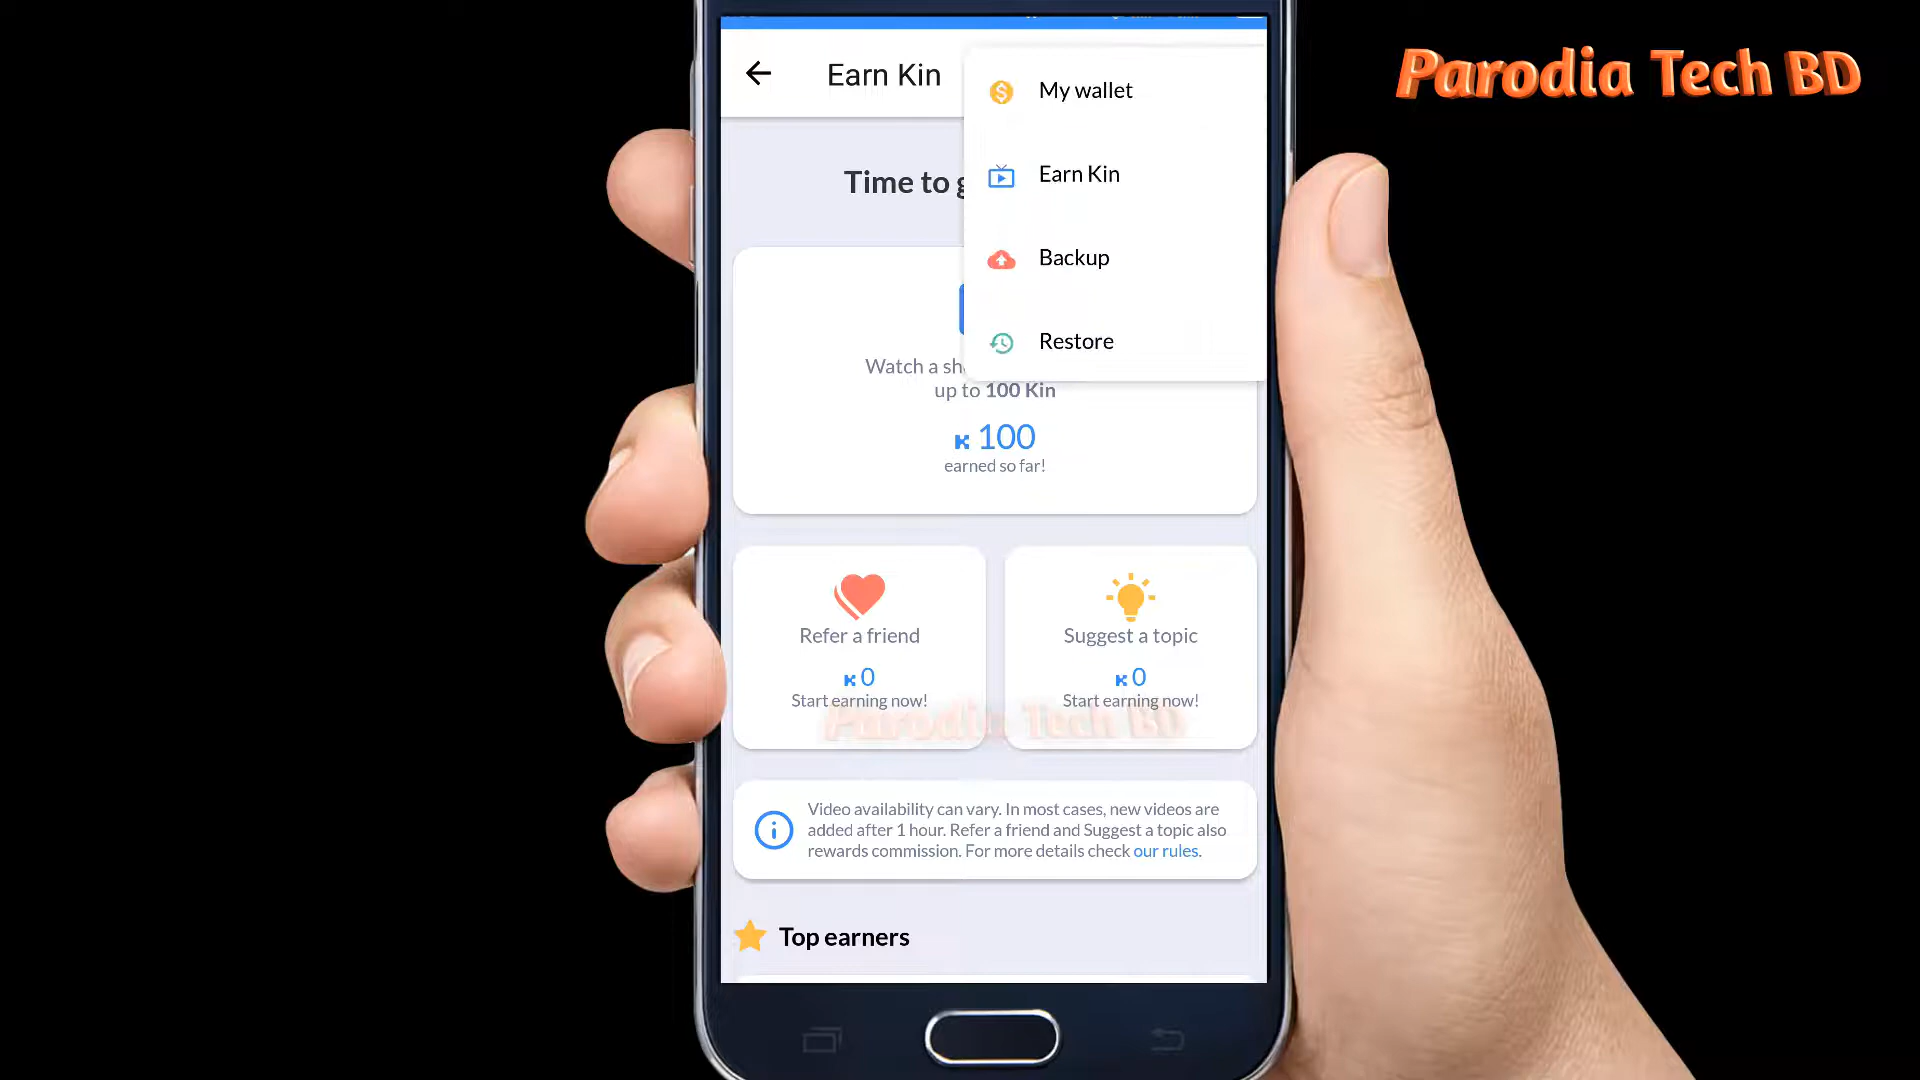 Parodia Tech BD
Earn Kin
My wallet
Earn Kin
Backup
Restore
Time to
Watch a
up to 100 Kin
100
earned so far!
Refer a friend
0
Start earning now!
Suggest a topic
0
Start earning now!
Parodia Tech BD
Video availability can vary. In most cases, new videos are
added after 1 hour. Refer a friend and Suggest a topic also
rewards commission. For more details check our rules.
Top earners